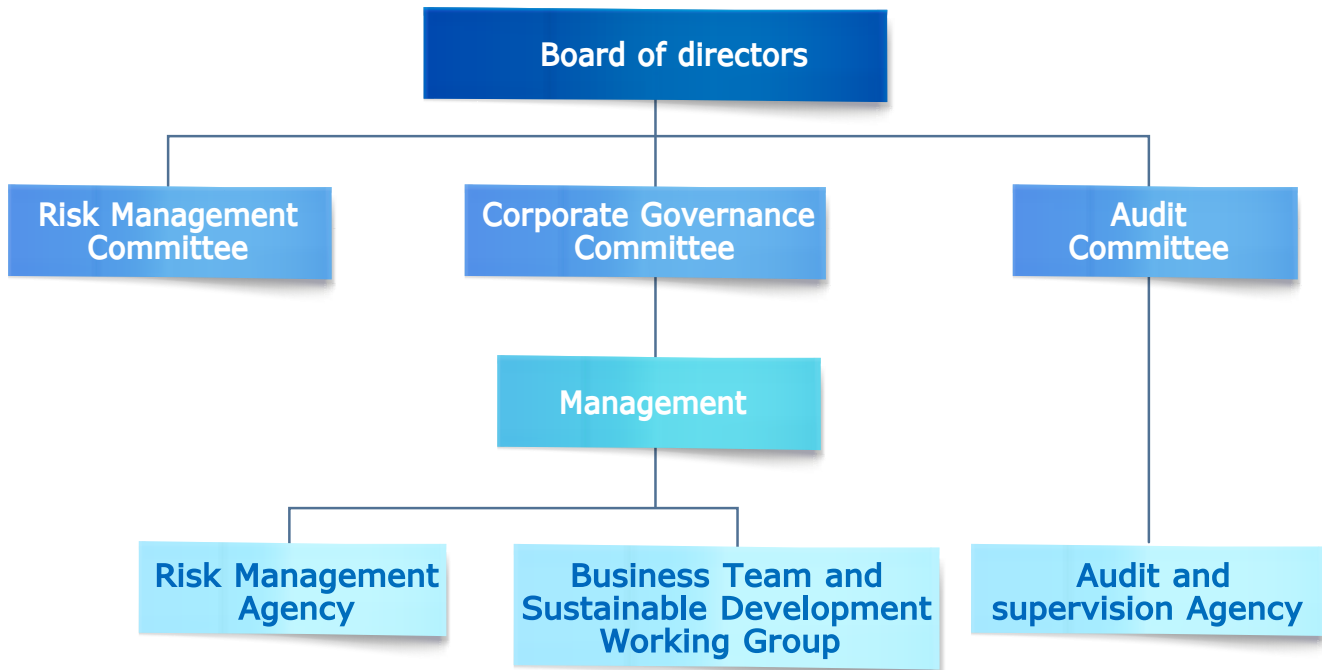 Board of directors
Risk Management
Committee
Corporate Governance
Committee
Audit
Committee
Management
Risk Management
Agency
Business Team and
Sustainable Development
Working Group
Audit and
supervision Agency